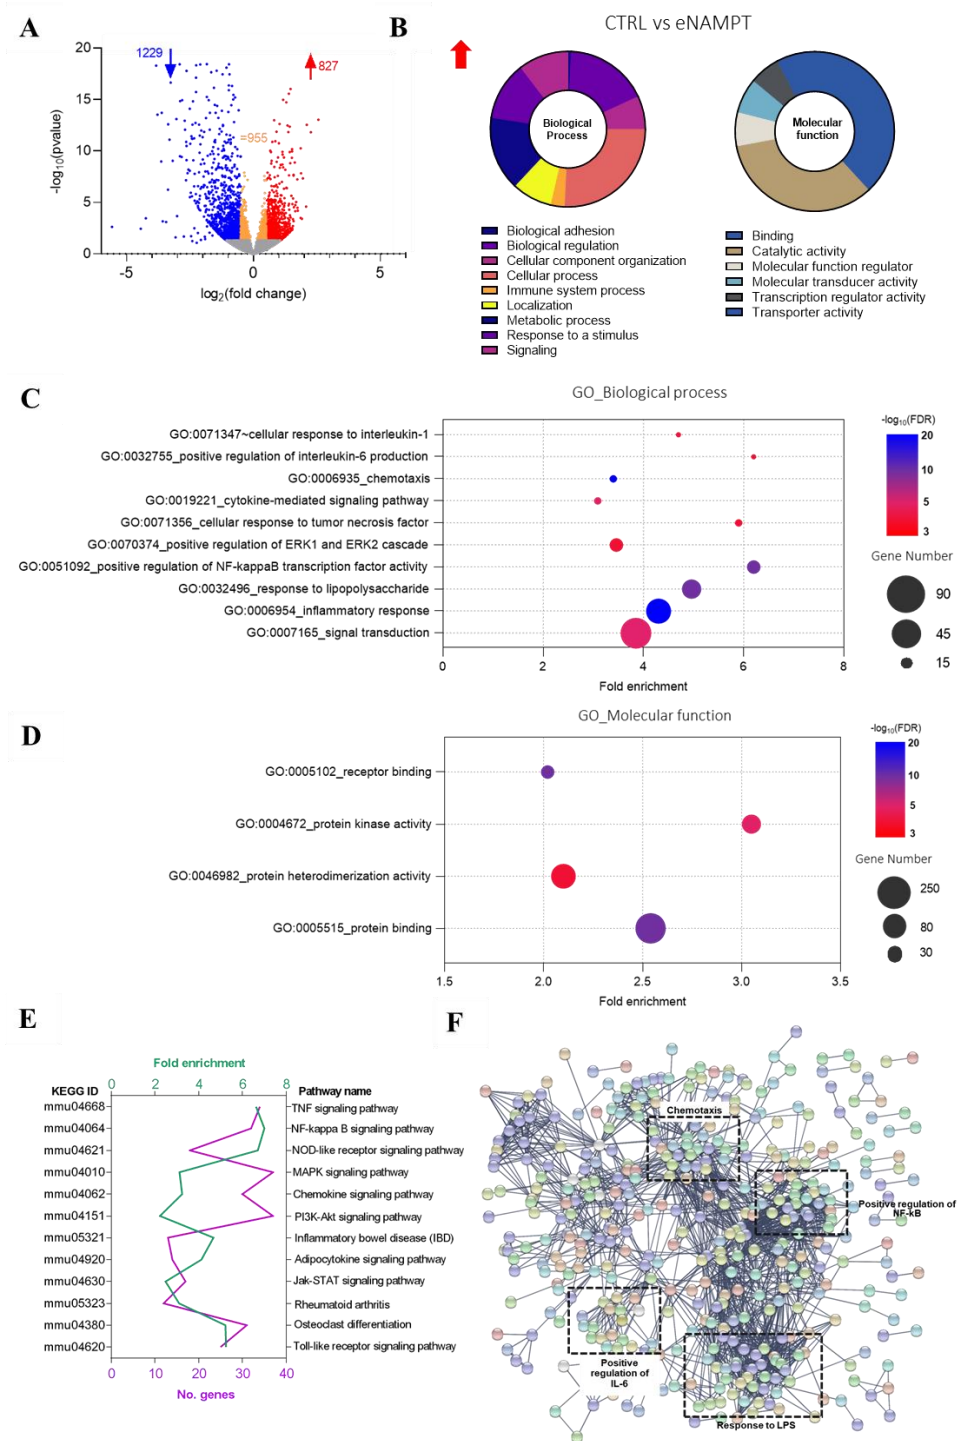 A
B
CTRL vs eNAMPT
1229
827
=955
20
15
10
5
0
-log10(pvalue)
-5
0
5
log2(fold change)
Biological
Process
Molecular
function
Biological adhesion
Biological regulation
Cellular component organization
Cellular process
Immune system process
Localization
Metabolic process
Response to a stimulus
Signaling
Binding
Catalytic activity
Molecular function regulator
Molecular transducer activity
Transcription regulator activity
Transporter activity
C
GO_Biological process
GO:0071347~cellular response to interleukin-1
GO:0032755_positive regulation of interleukin-6 production
GO:0006935_chemotaxis
GO:0019221_cytokine-mediated signaling pathway
GO:0071356_cellular response to tumor necrosis factor
GO:0070374_positive regulation of ERK1 and ERK2 cascade
GO:0051092_positive regulation of NF-kappaB transcription factor activity
GO:0032496_response to lipopolysaccharide
GO:0006954_inflammatory response
GO:0007165_signal transduction
0 2 4 6 8
Fold enrichment
-log10(FDR)
20
10
5
3
Gene Number
90
45
15
D
GO_Molecular function
GO:0005102_receptor binding
GO:0004672_protein kinase activity
GO:0046982_protein heterodimerization activity
GO:0005515_protein binding
1.5 2.0 2.5 3.0 3.5
Fold enrichment
-log10(FDR)
20
10
5
3
Gene Number
250
80
30
E
Fold enrichment
KEGG ID 0 2 4 6 8 Pathway name
mmu04668 TNF signaling pathway
mmu04064 NF-kappa B signaling pathway
mmu04621 NOD-like receptor signaling pathway
mmu04010 MAPK signaling pathway
mmu04062 Chemokine signaling pathway
mmu04151 PI3K-Akt signaling pathway
mmu05321 Inflammatory bowel disease (IBD)
mmu04920 Adipocytokine signaling pathway
mmu04630 Jak-STAT signaling pathway
mmu05323 Rheumatoid arthritis
mmu04380 Osteoclast differentiation
mmu04620 Toll-like receptor signaling pathway
0 10 20 30 40
No. genes
F
Chemotaxis
Positive regulation of
NF-kB
Positive
regulation of
IL-6
Response to LPS